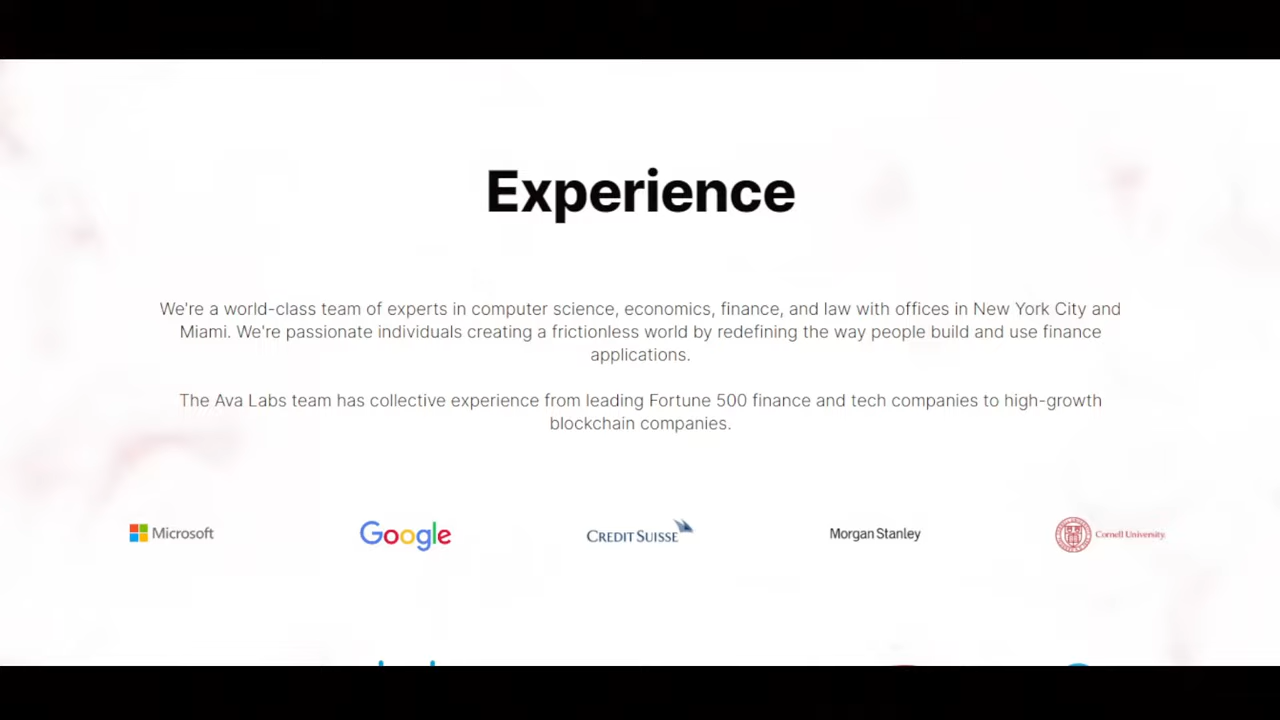 Experience
We're a world-class team of experts in computer science, economics, finance, and law with offices in New York City and
Miami. We're passionate individuals creating a frictionless world by redefining the way people build and use finance
applications.
The Ava Labs team has collective experience from leading Fortune 500 finance and tech companies to high-growth
blockchain companies.
Microsoft
Google
CREDIT SUISSE
Morgan Stanley
Cornell University